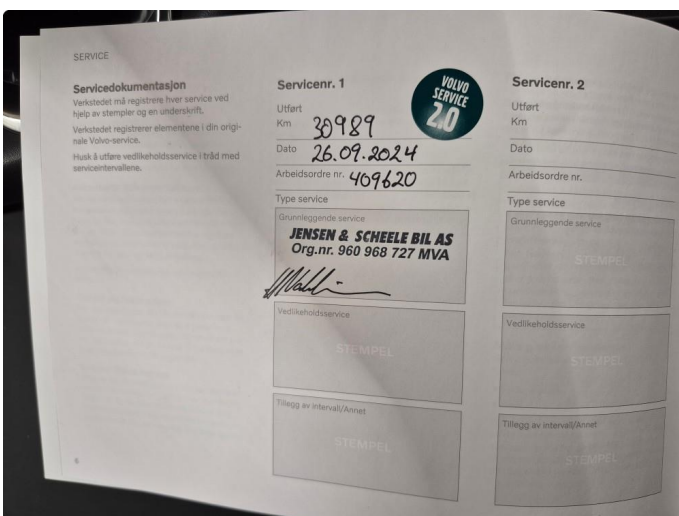 SERVICE
Servicedokumentasjon
Verkstedet må registrere hver service ved
hjelp av stempler og en underskrift.
Verkstedet registrerer elementene i din origi-
nale Volvo-service.
Husk å utføre vedlikeholdsservice i tråd med
serviceintervallene.
Servicenr. 1
VOLVO
SERVICE
2.0
Utført
Km 30989
Dato 26.09.2024
Arbeidsordre nr. 409620
Type service
Grunnleggende service
JENSEN & SCHEELE BIL AS
Org.nr. 960 968 727 MVA
Vedlikeholdsservice
STEMPEL
Tillegg av intervall/Annet
STEMPEL
Servicenr. 2
Utført
Km
Dato
Arbeidsordre nr.
Type service
Grunnleggende service
STEMPEL
Vedlikeholdsservice
STEMPEL
Tillegg av intervall/Annet
STEMPEL
6